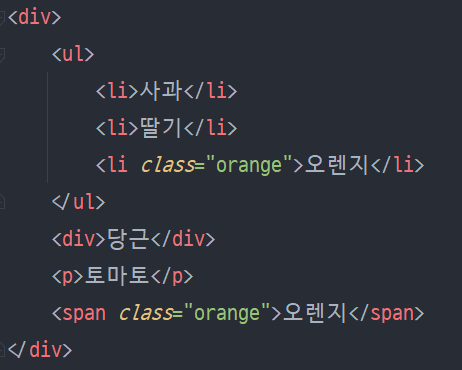 <div>
<ul>
<li>사과</li>
<li>딸기</li>
<li class="orange">오렌지</li>
</ul>
<div>당근</div>
<p>토마토</p>
<span class="orange">오렌지</span>
</div>